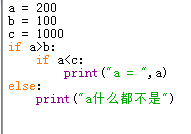 a = 200
b = 100
c = 1000
if a>b:
    if a<c:
        print("a = ",a)
else:
    print("a什么都不是")